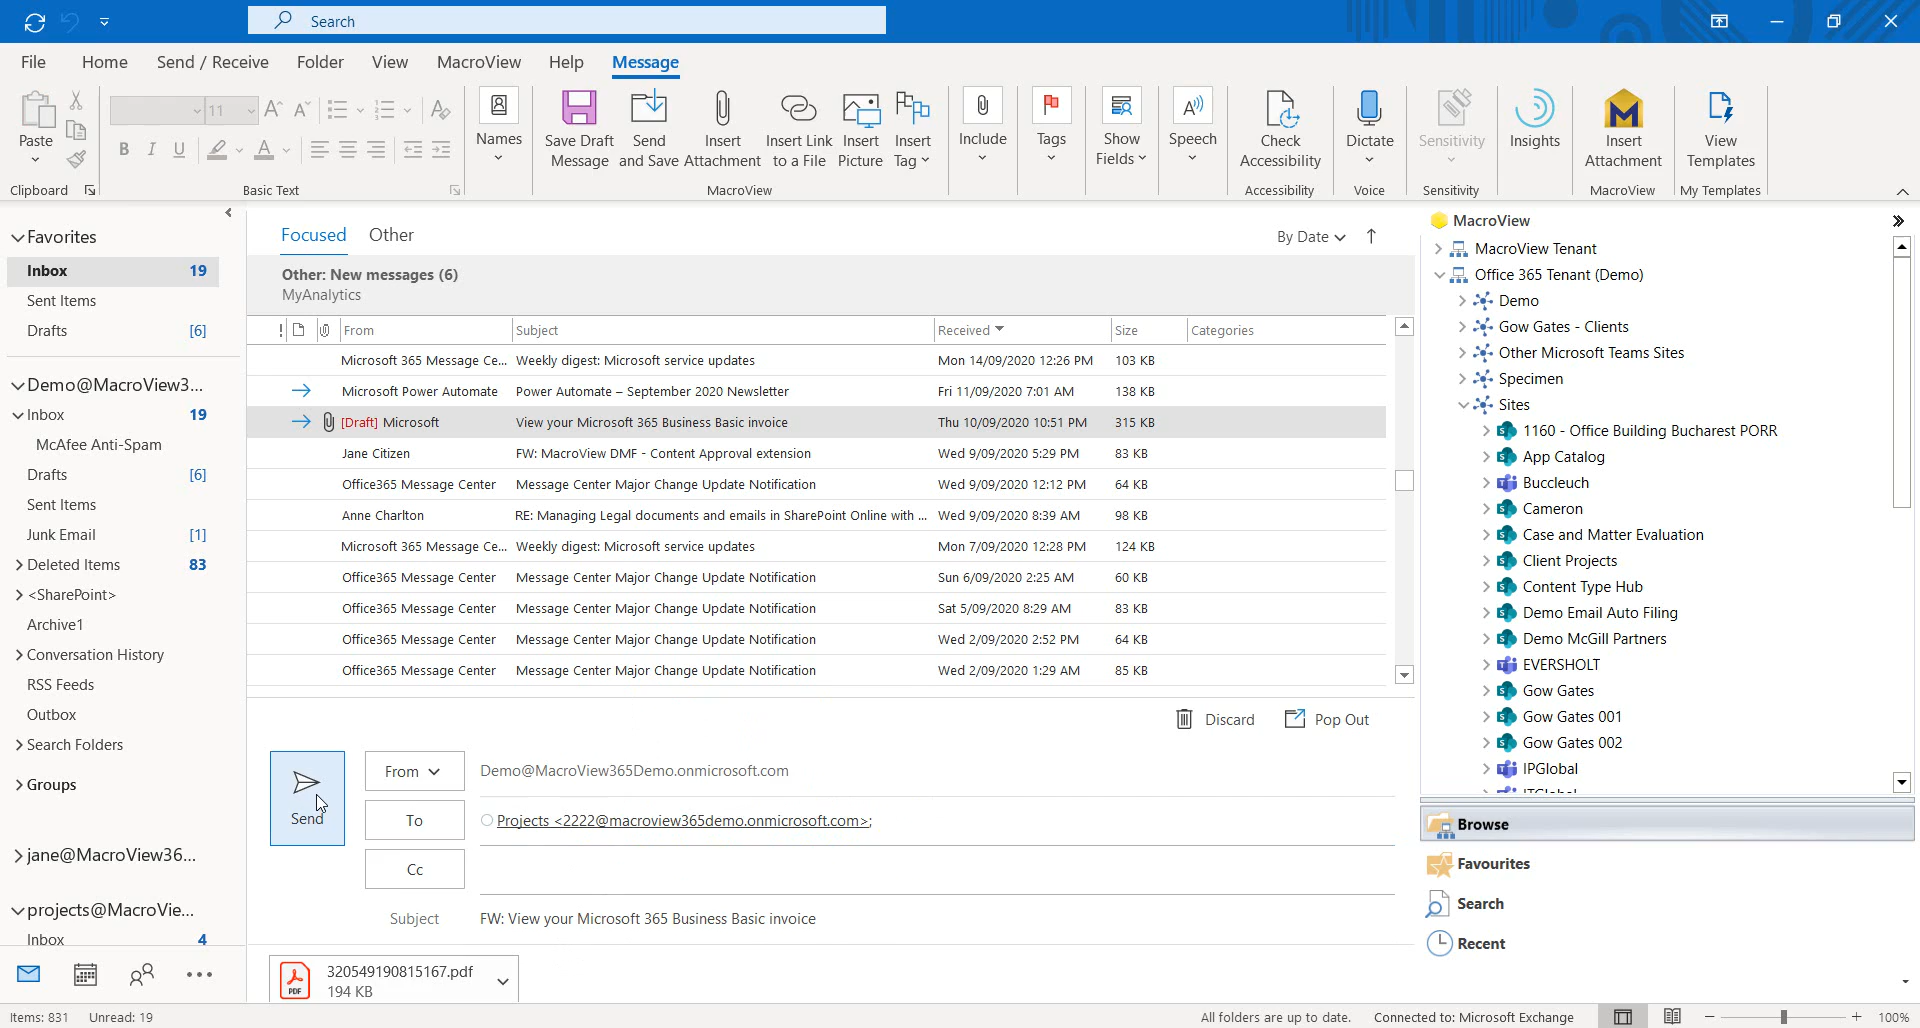 Search
File Home Send / Receive Folder View MacroView Help Message
Paste
Clipboard
11
B I U A
Basic Text
Names
Save Draft Message
Send and Save
Insert Attachment
Insert Link to a File
Insert Picture
Insert Tag
MacroView
Include
Tags
Show Fields
Speech
Check Accessibility
Accessibility
Dictate
Voice
Sensitivity
Sensitivity
Insights
Insert Attachment
MacroView
View Templates
My Templates
Favorites
Inbox 19
Sent Items
Drafts [6]
Demo@MacroView3...
Inbox 19
McAfee Anti-Spam
Drafts [6]
Sent Items
Junk Email [1]
Deleted Items 83
<SharePoint>
Archive1
Conversation History
RSS Feeds
Outbox
Search Folders
Groups
jane@MacroView36...
projects@MacroVie...
Inbox 4
Focused Other
By Date
Other: New messages (6)
MyAnalytics
! From Subject Received Size Categories
Microsoft 365 Message Ce... Weekly digest: Microsoft service updates Mon 14/09/2020 12:26 PM 103 KB
Microsoft Power Automate Power Automate – September 2020 Newsletter Fri 11/09/2020 7:01 AM 138 KB
[Draft] Microsoft View your Microsoft 365 Business Basic invoice Thu 10/09/2020 10:51 PM 315 KB
Jane Citizen FW: MacroView DMF - Content Approval extension Wed 9/09/2020 5:29 PM 83 KB
Office365 Message Center Message Center Major Change Update Notification Wed 9/09/2020 12:12 PM 64 KB
Anne Charlton RE: Managing Legal documents and emails in SharePoint Online with ... Wed 9/09/2020 8:39 AM 98 KB
Microsoft 365 Message Ce... Weekly digest: Microsoft service updates Mon 7/09/2020 12:28 PM 124 KB
Office365 Message Center Message Center Major Change Update Notification Sun 6/09/2020 2:25 AM 60 KB
Office365 Message Center Message Center Major Change Update Notification Sat 5/09/2020 8:29 AM 83 KB
Office365 Message Center Message Center Major Change Update Notification Wed 2/09/2020 2:52 PM 64 KB
Office365 Message Center Message Center Major Change Update Notification Wed 2/09/2020 1:29 AM 85 KB
Discard Pop Out
Send
From Demo@MacroView365Demo.onmicrosoft.com
To Projects <2222@macroview365demo.onmicrosoft.com>;
Cc
Subject FW: View your Microsoft 365 Business Basic invoice
PDF
320549190815167.pdf
194 KB
MacroView
MacroView Tenant
Office 365 Tenant (Demo)
Demo
Gow Gates - Clients
Other Microsoft Teams Sites
Specimen
Sites
1160 - Office Building Bucharest PORR
App Catalog
Buccleuch
Cameron
Case and Matter Evaluation
Client Projects
Content Type Hub
Demo Email Auto Filing
Demo McGill Partners
EVERSHOLT
Gow Gates
Gow Gates 001
Gow Gates 002
IPGlobal
Browse
Favourites
Search
Recent
Items: 831 Unread: 19
All folders are up to date. Connected to: Microsoft Exchange
100%